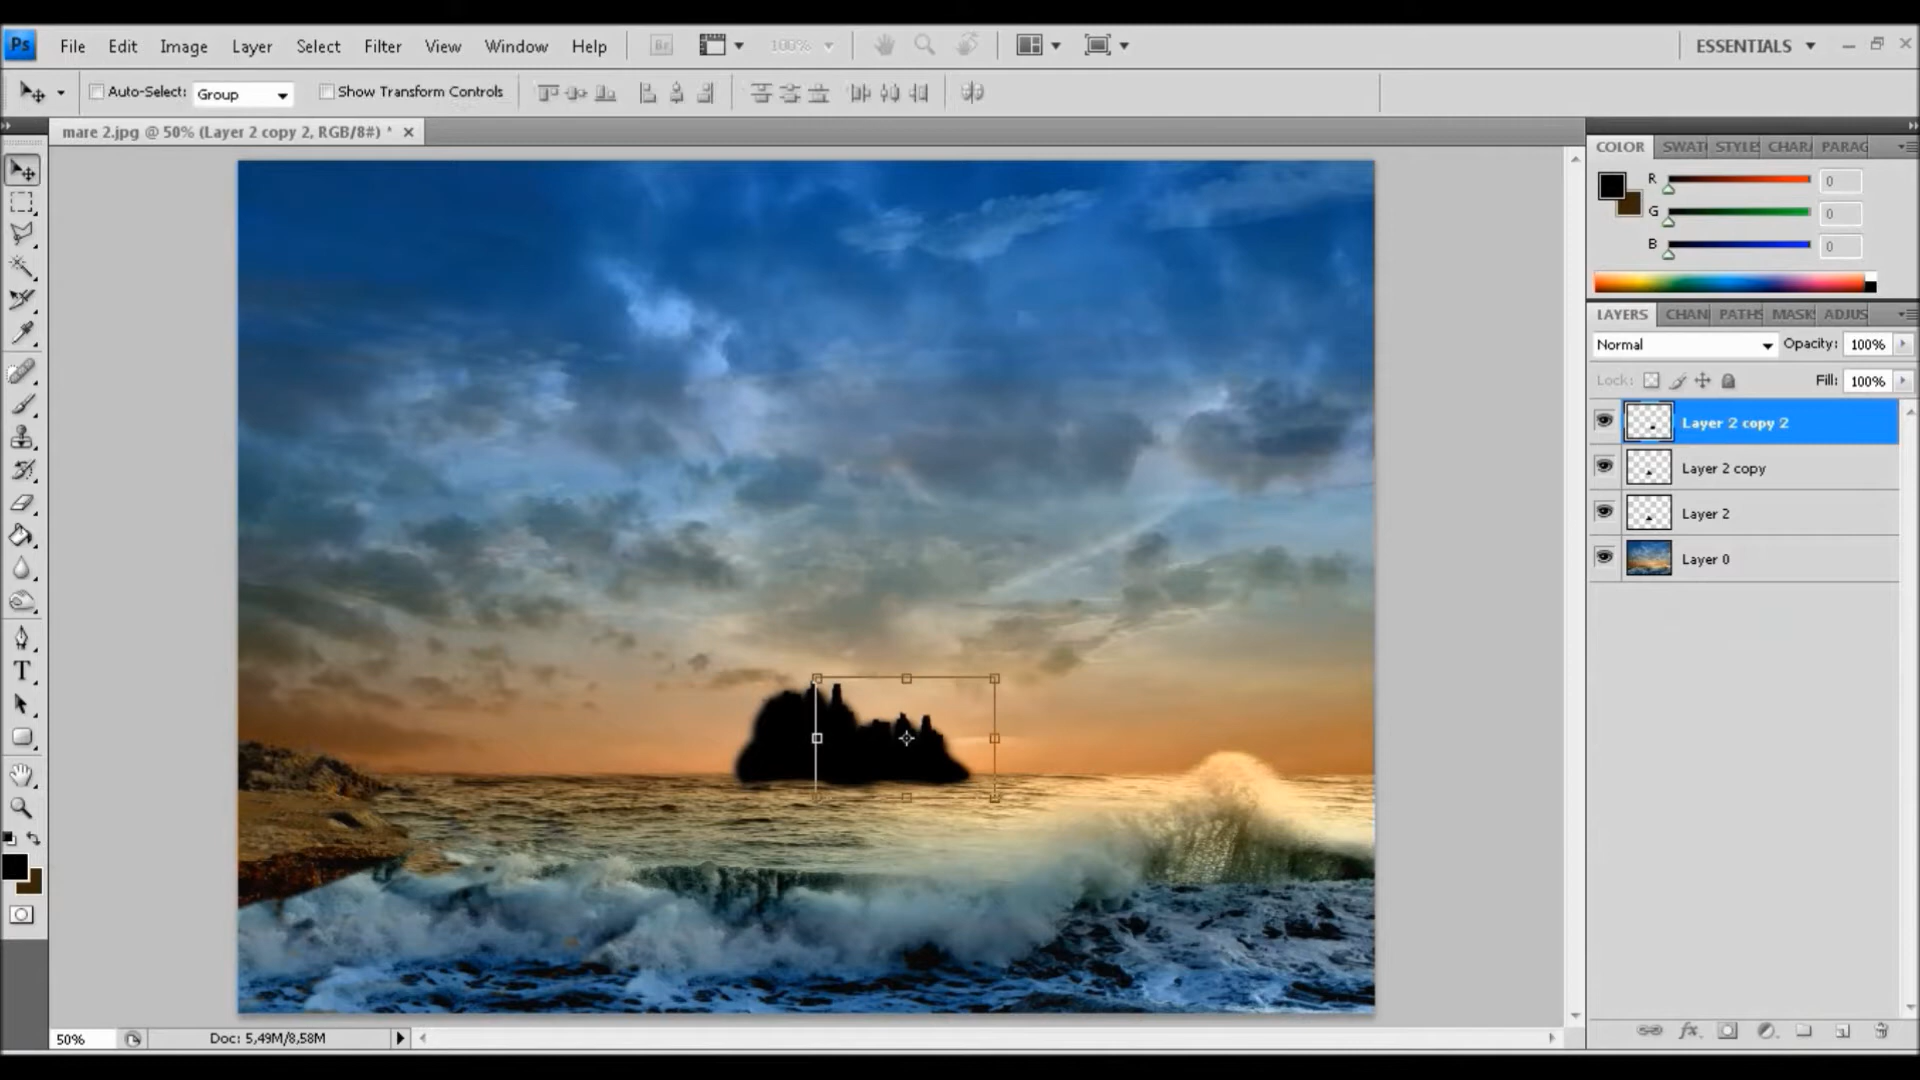 Ps File Edit Image Layer Select Filter View Window Help Br 100% ESSENTIALS
Auto-Select: Group Show Transform Controls
mare 2.jpg @ 50% (Layer 2 copy 2, RGB/8#) *
COLOR SWAT STYLE CHAR PARAG
R 0
G 0
B 0
LAYERS CHAN PATHS MASK ADJUS
Normal Opacity: 100%
Lock: Fill: 100%
Layer 2 copy 2
Layer 2 copy
Layer 2
Layer 0
T
50% Doc: 5,49M/8,58M
fx